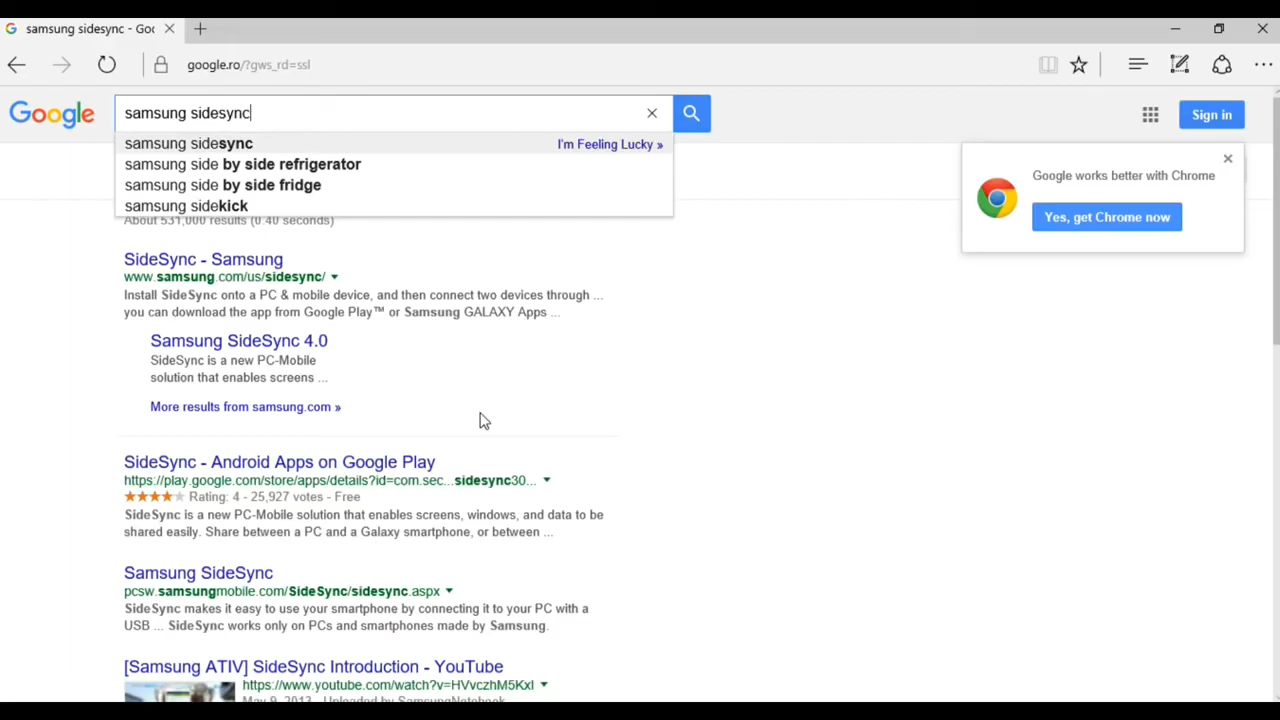 samsung sidesync - Goo
google.ro/?gws_rd=ssl
Google
samsung sidesync
Sign in
samsung sidesync I'm Feeling Lucky »
samsung side by side refrigerator
samsung side by side fridge
samsung sidekick
Google works better with Chrome
Yes, get Chrome now
About 531,000 results (0.40 seconds)
SideSync - Samsung
www.samsung.com/us/sidesync/
Install SideSync onto a PC & mobile device, and then connect two devices through ...
you can download the app from Google Play™ or Samsung GALAXY Apps ...
Samsung SideSync 4.0
SideSync is a new PC-Mobile
solution that enables screens ...
More results from samsung.com »
SideSync - Android Apps on Google Play
https://play.google.com/store/apps/details?id=com.sec...sidesync30...
Rating: 4 - 25,927 votes - Free
SideSync is a new PC-Mobile solution that enables screens, windows, and data to be
shared easily. Share between a PC and a Galaxy smartphone, or between ...
Samsung SideSync
pcsw.samsungmobile.com/SideSync/sidesync.aspx
SideSync makes it easy to use your smartphone by connecting it to your PC with a
USB ... SideSync works only on PCs and smartphones made by Samsung.
[Samsung ATIV] SideSync Introduction - YouTube
https://www.youtube.com/watch?v=HVvczhM5KxI
May 9, 2013 - Uploaded by SamsungNotebook